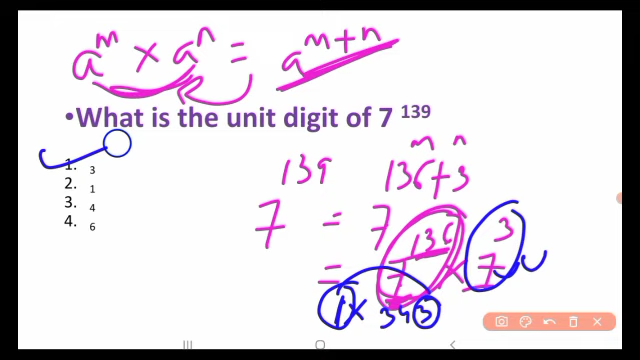 a^m × a^n = a^(m+n)
•What is the unit digit of 7 ¹³⁹
1. 3
2. 1
3. 4
4. 6
m n
139 136+3
7 = 7
136 3
= 7 × 7
1 × 343